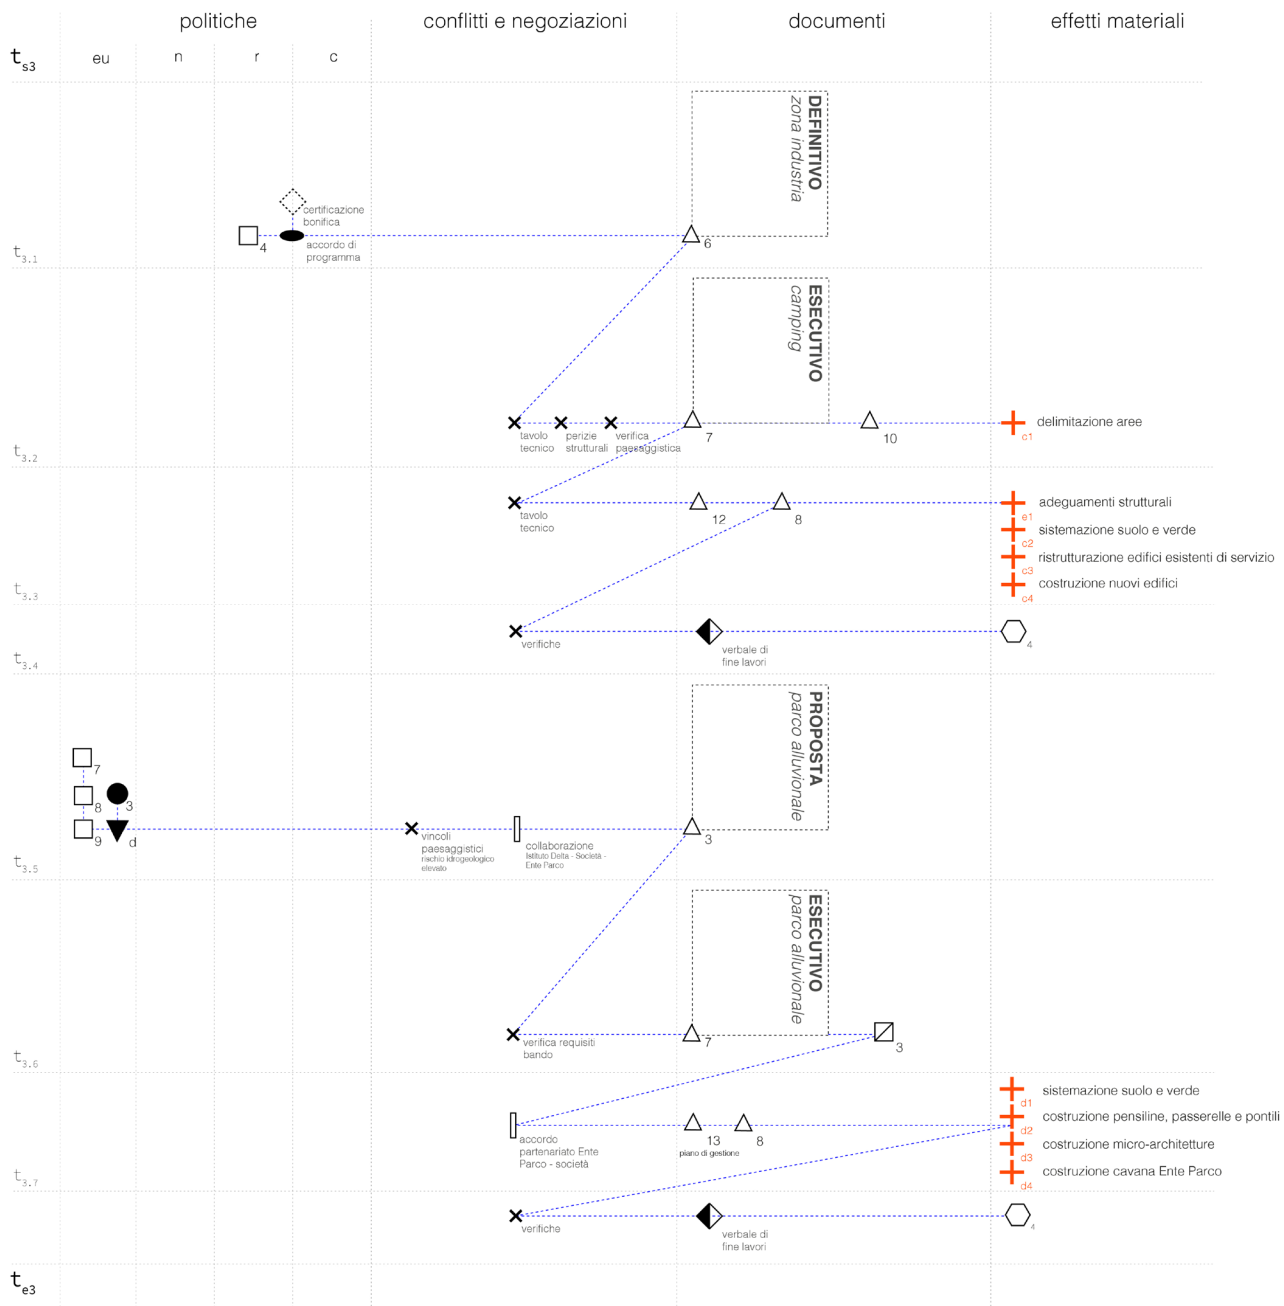 politiche
conflitti e negoziazioni
documenti
effetti materiali
ts3
eu
n
r
c
DEFINITIVO
zona industria
certificazione
bonifica
4
accordo di
programma
6
t3.1
ESECUTIVO
camping
tavolo
tecnico
perizie
strutturali
verifica
paesaggistica
7
10
c1
delimitazione aree
t3.2
tavolo
tecnico
12
8
e1
adeguamenti strutturali
c2
sistemazione suolo e verde
c3
ristrutturazione edifici esistenti di servizio
c4
costruzione nuovi edifici
t3.3
verifiche
verbale di
fine lavori
4
t3.4
PROPOSTA
parco alluvionale
7
8
3
9
d
vincoli
paesaggistici
rischio idrogeologico
elevato
collaborazione
Istituto Delta - Società -
Ente Parco
3
t3.5
ESECUTIVO
parco alluvionale
verifica requisiti
bando
7
3
t3.6
d1
sistemazione suolo e verde
d2
costruzione pensiline, passerelle e pontili
d3
costruzione micro-architetture
d4
costruzione cavana Ente Parco
accordo
partenariato Ente
Parco - società
13
piano di gestione
8
t3.7
verifiche
verbale di
fine lavori
4
te3